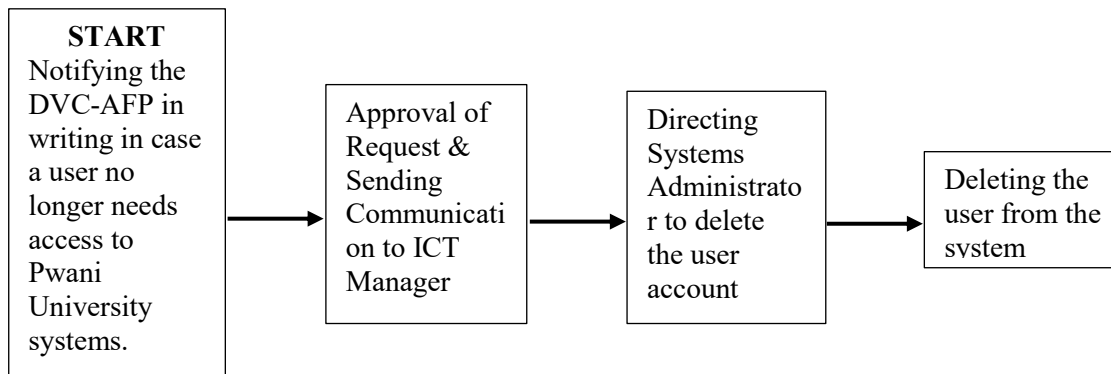 START
Notifying the
DVC-AFP in
writing in case
a user no
longer needs
access to
Pwani
University
systems.
Approval of
Request &
Sending
Communicati
on to ICT
Manager
Directing
Systems
Administrato
r to delete
the user
account
Deleting the
user from the
system